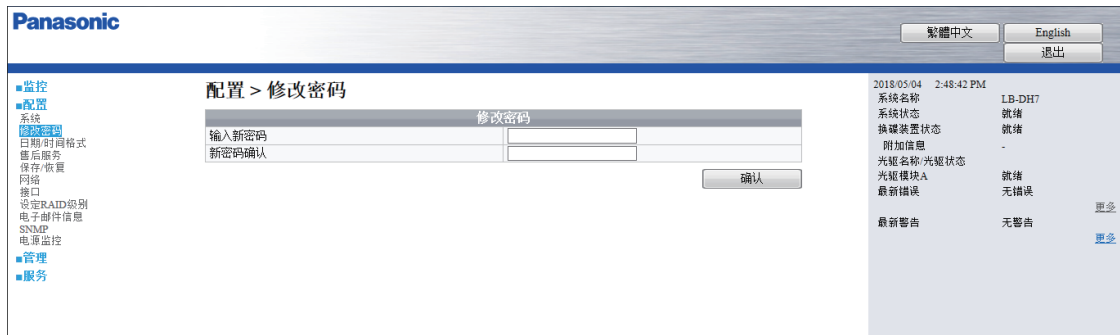 Panasonic
繁體中文
English
退出
■监控
■配置
系统
修改密码
日期/时间格式
售后服务
保存/恢复
网络
接口
设定RAID级别
电子邮件信息
SNMP
电源监控
■管理
■服务
配置 > 修改密码
修改密码
输入新密码
新密码确认
确认
2018/05/04 2:48:42 PM
系统名称 LB-DH7
系统状态 就绪
换碟装置状态 就绪
附加信息 -
光驱名称/光驱状态
光驱模块A 就绪
最新错误 无错误
更多
最新警告 无警告
更多